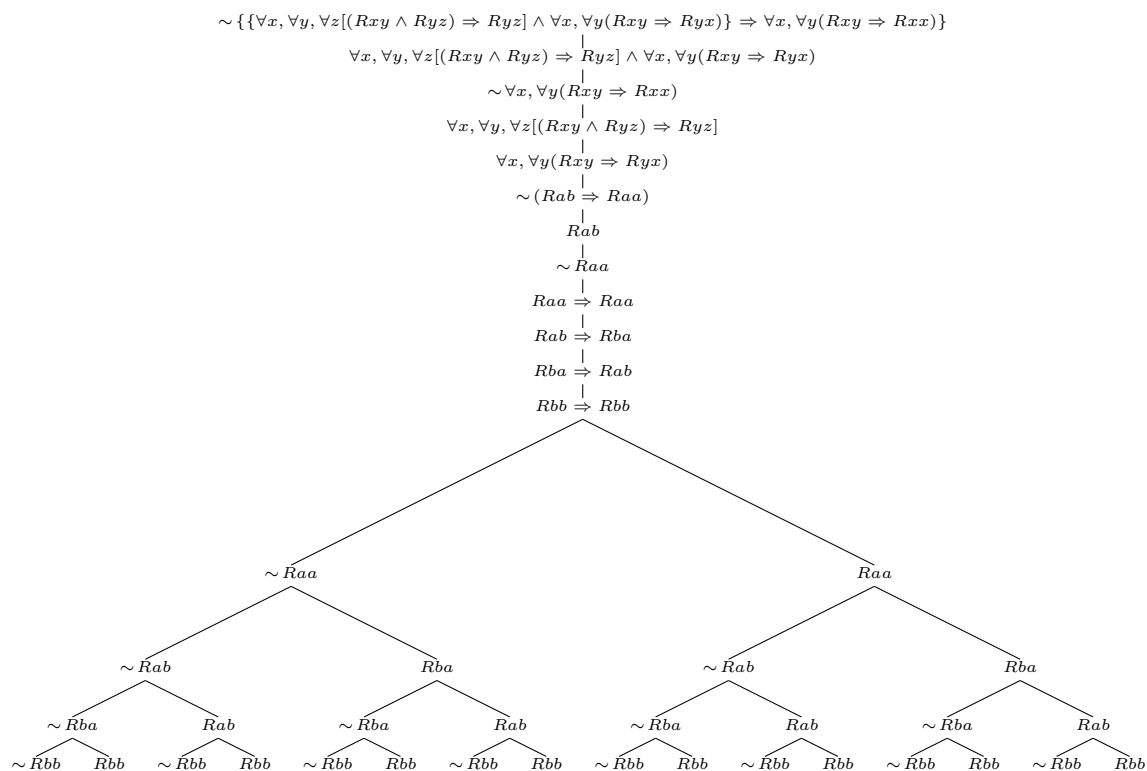 ∼{{∀x, ∀y, ∀z[(Rxy ∧ Ryz) ⇒ Ryz] ∧ ∀x, ∀y(Rxy ⇒ Ryx)} ⇒ ∀x, ∀y(Rxy ⇒ Rxx)}
∀x, ∀y, ∀z[(Rxy ∧ Ryz) ⇒ Ryz] ∧ ∀x, ∀y(Rxy ⇒ Ryx)
∼∀x, ∀y(Rxy ⇒ Rxx)
∀x, ∀y, ∀z[(Rxy ∧ Ryz) ⇒ Ryz]
∀x, ∀y(Rxy ⇒ Ryx)
∼(Rab ⇒ Raa)
Rab
∼Raa
Raa ⇒ Raa
Rab ⇒ Rba
Rba ⇒ Rab
Rbb ⇒ Rbb
∼Raa Raa
∼Rab Rba ∼Rab Rba
∼Rba Rab ∼Rba Rab ∼Rba Rab ∼Rba Rab
∼Rbb Rbb ∼Rbb Rbb ∼Rbb Rbb ∼Rbb Rbb ∼Rbb Rbb ∼Rbb Rbb ∼Rbb Rbb ∼Rbb Rbb